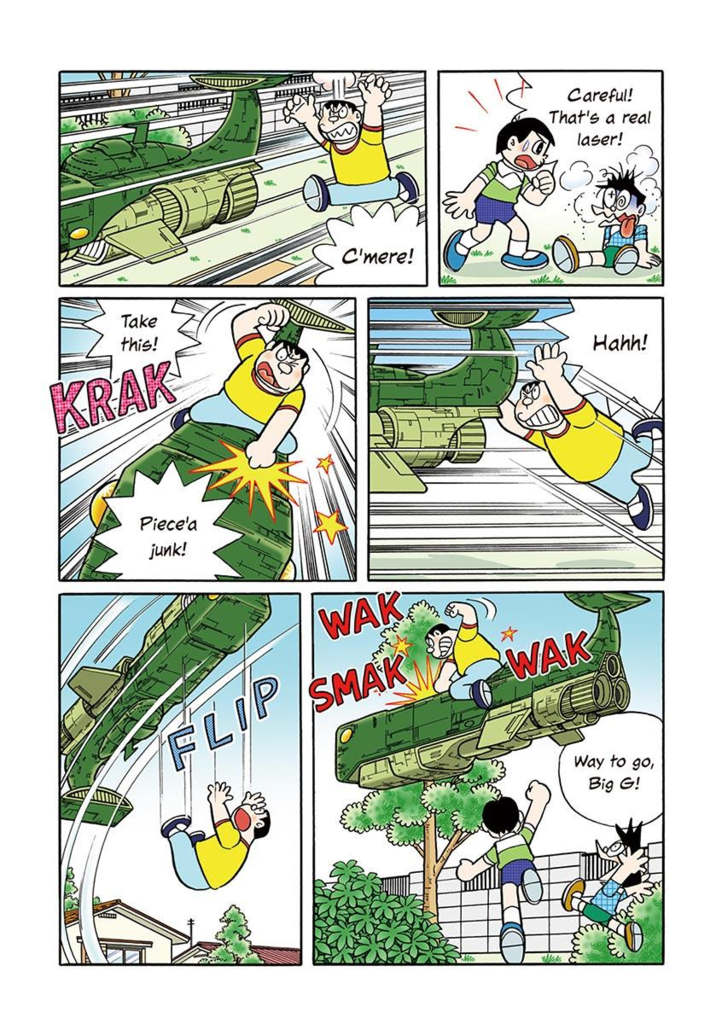 Careful!
That's a real
laser!
C'mere!
Hahh!
Take
this!
KRAK
Piece'a
junk!
WAK
SMAK
WAK
Way to go,
Big G!
FLIP